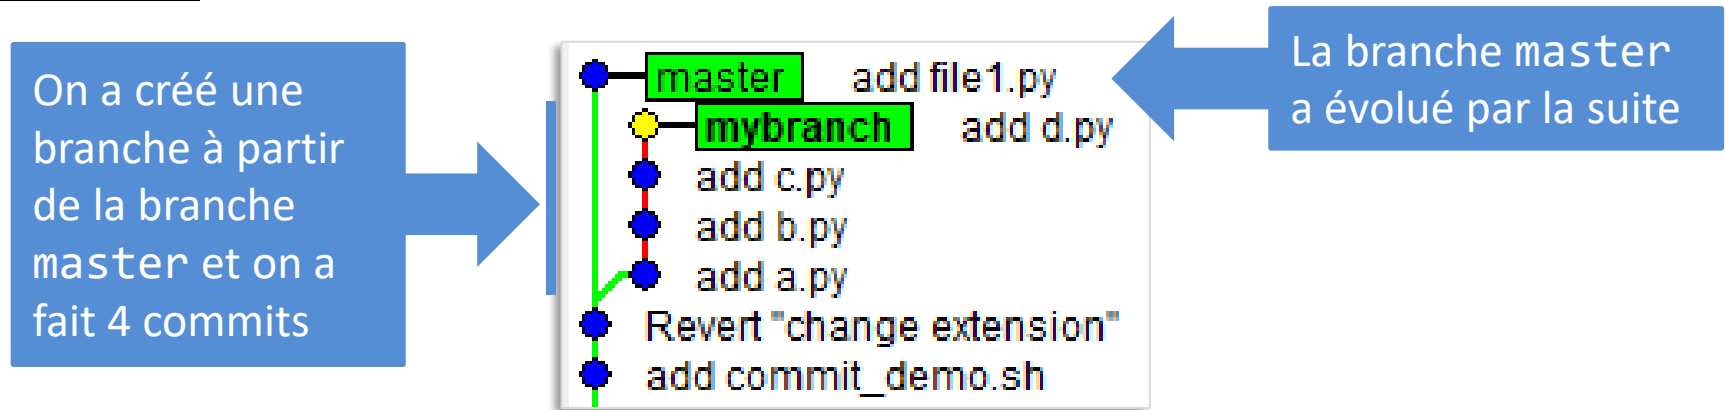 On a créé une
branche à partir
de la branche
master et on a
fait 4 commits
master add file1.py
mybranch add d.py
add c.py
add b.py
add a.py
Revert "change extension"
add commit_demo.sh
La branche master
a évolué par la suite